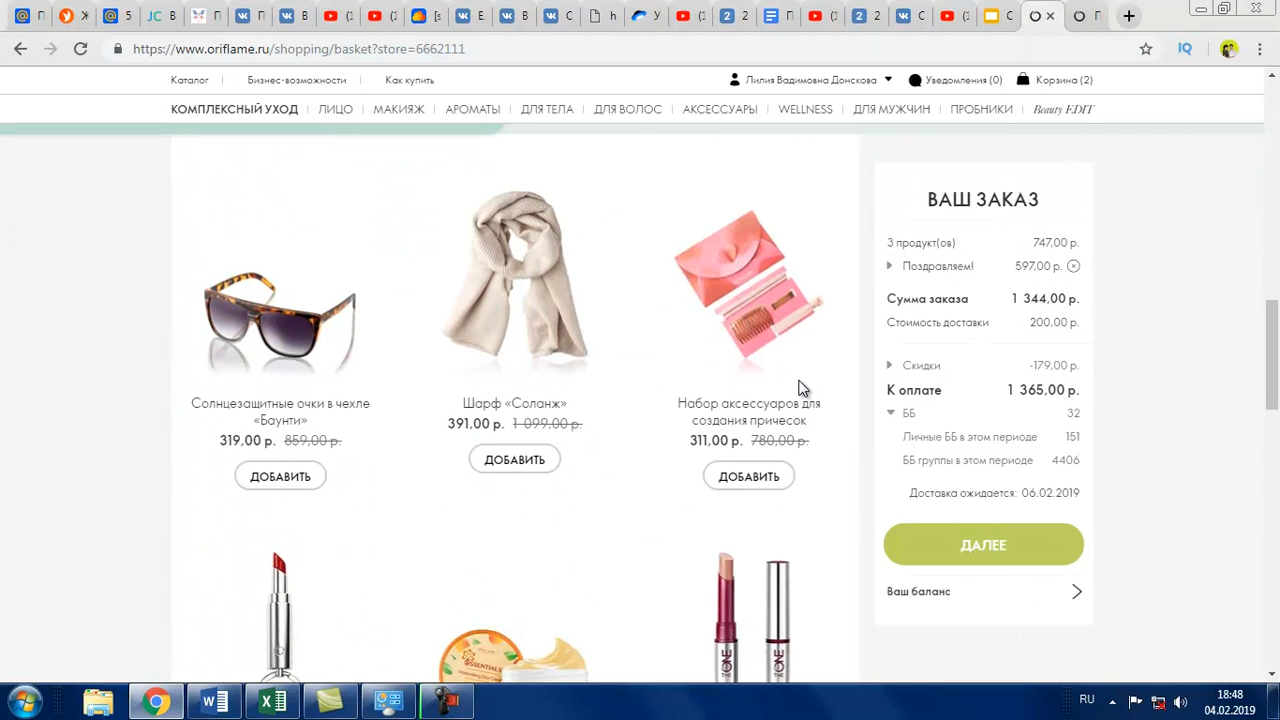 https://www.oriflame.ru/shopping/basket?store=6662111
Каталог
Бизнес-возможности
Как купить
Лилия Вадимовна Донскова
Уведомления (0)
Корзина (2)
КОМПЛЕКСНЫЙ УХОД
ЛИЦО
МАКИЯЖ
АРОМАТЫ
ДЛЯ ТЕЛА
ДЛЯ ВОЛОС
АКСЕССУАРЫ
WELLNESS
ДЛЯ МУЖЧИН
ПРОБНИКИ
Beauty EDIT
Солнцезащитные очки в чехле
«Баунти»
319,00 р. 859,00 р.
ДОБАВИТЬ
Шарф «Соланж»
391,00 р. 1 099,00 р.
ДОБАВИТЬ
Набор аксессуаров для
создания причесок
311,00 р. 780,00 р.
ДОБАВИТЬ
ESSENTIALS
THE ONE
THE ONE
ВАШ ЗАКАЗ
3 продукт(ов) 747,00 р.
Поздравляем! 597,00 р.
Сумма заказа 1 344,00 р.
Стоимость доставки 200,00 р.
Скидки -179,00 р.
К оплате 1 365,00 р.
ББ 32
Личные ББ в этом периоде 151
ББ группы в этом периоде 4406
Доставка ожидается: 06.02.2019
ДАЛЕЕ
Ваш баланс
RU
18:48
04.02.2019